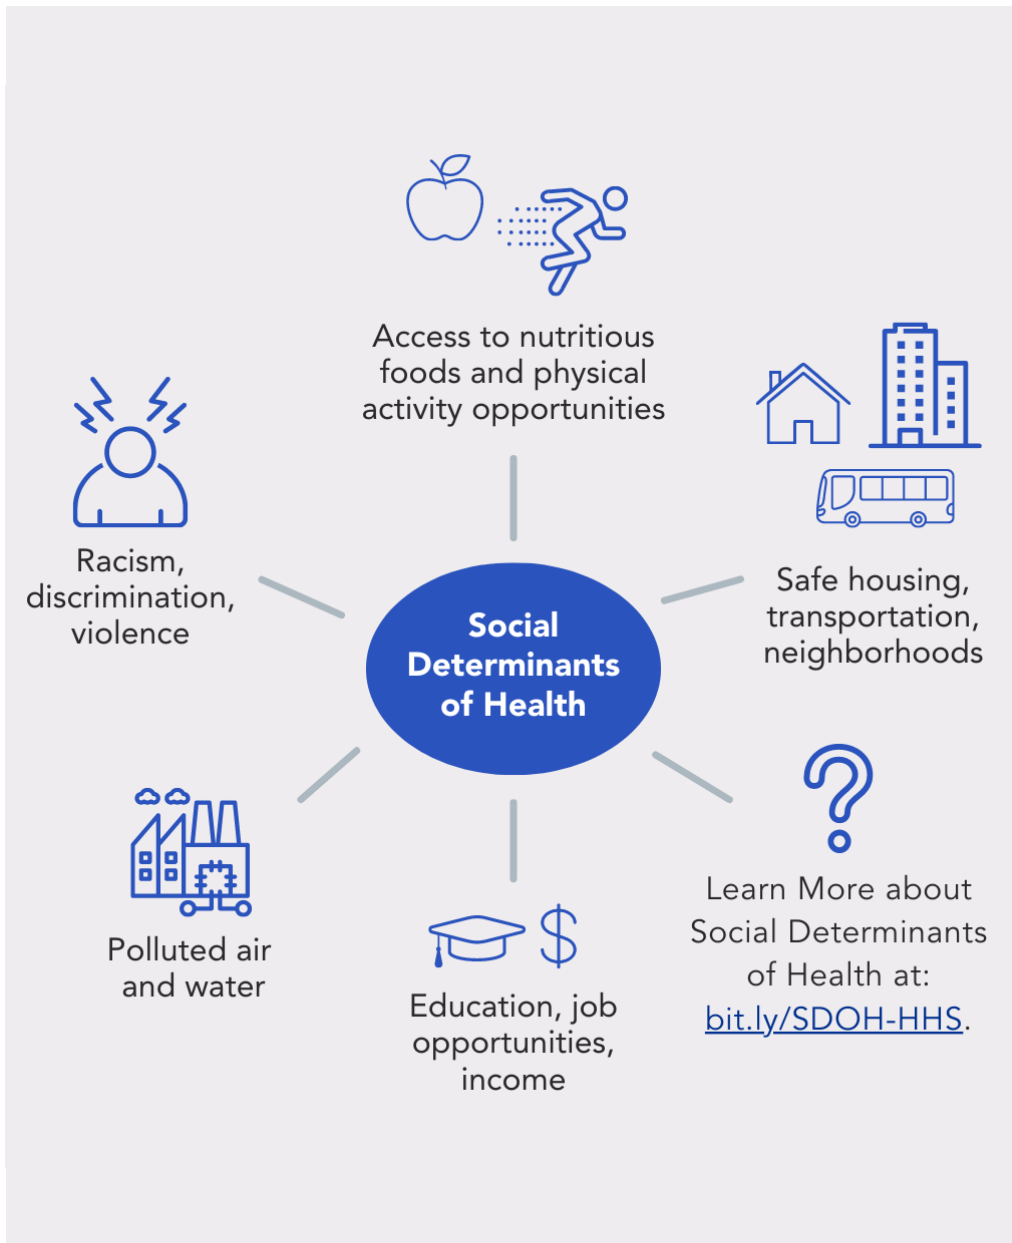 Access to nutritious
foods and physical
activity opportunities
Racism,
discrimination,
violence
Safe housing,
transportation,
neighborhoods
Social
Determinants
of Health
Polluted air
and water
Education, job
opportunities,
income
Learn More about
Social Determinants
of Health at:
bit.ly/SDOH-HHS.